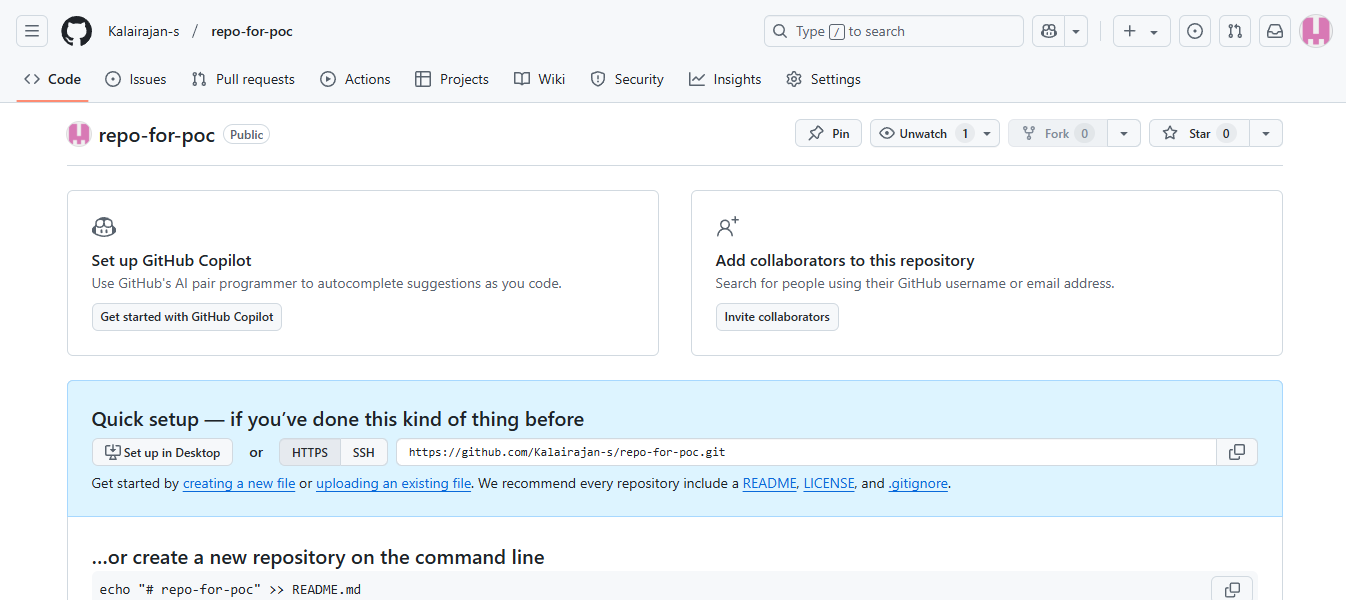 Kalairajan-s / repo-for-poc Type / to search
Code Issues Pull requests Actions Projects Wiki Security Insights Settings
repo-for-poc Public Pin Unwatch 1 Fork 0 Star 0
Set up GitHub Copilot
Use GitHub's AI pair programmer to autocomplete suggestions as you code.
Get started with GitHub Copilot
Add collaborators to this repository
Search for people using their GitHub username or email address.
Invite collaborators
Quick setup — if you’ve done this kind of thing before
Set up in Desktop or HTTPS SSH https://github.com/Kalairajan-s/repo-for-poc.git
Get started by creating a new file or uploading an existing file. We recommend every repository include a README, LICENSE, and .gitignore.
…or create a new repository on the command line
echo "# repo-for-poc" >> README.md